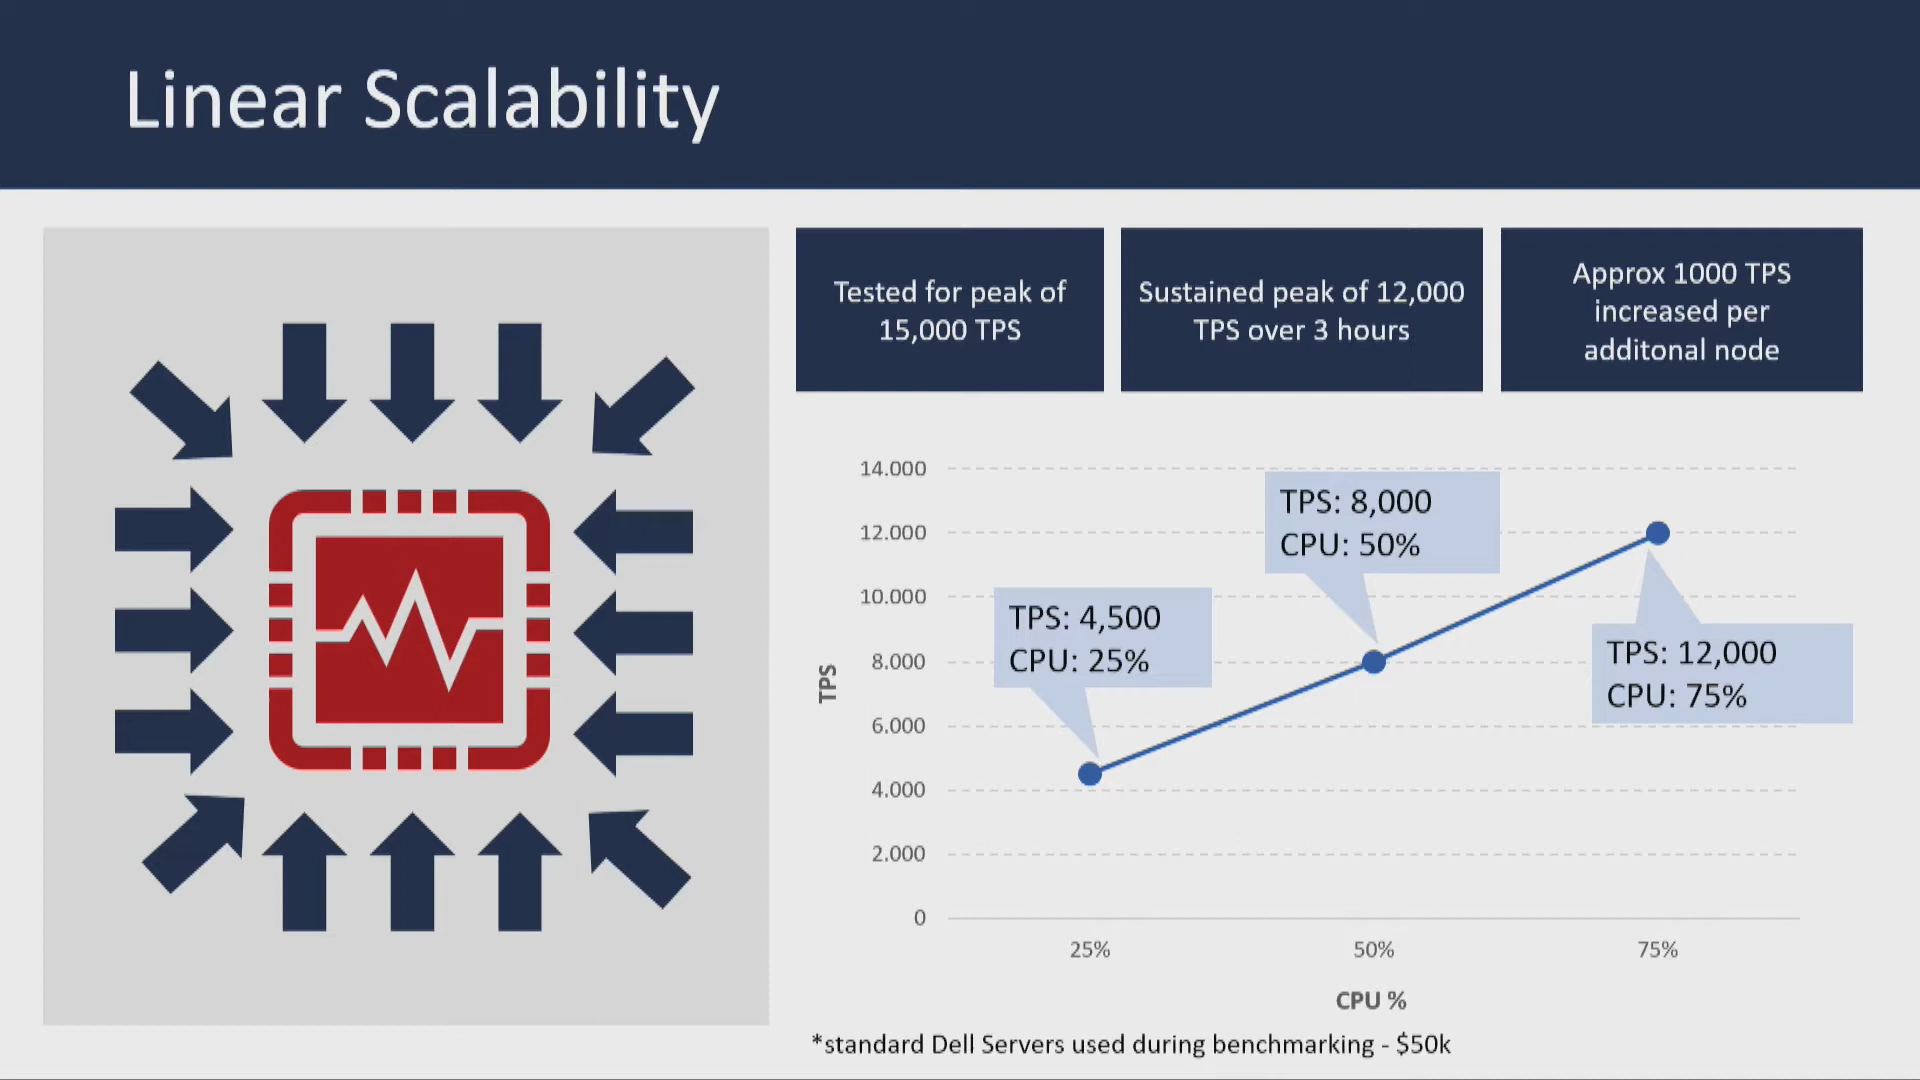 Linear Scalability
Tested for peak of
15,000 TPS
Sustained peak of 12,000
TPS over 3 hours
Approx 1000 TPS
increased per
additonal node
14.000
12.000
10.000
8.000
6.000
4.000
2.000
0
TPS
TPS: 4,500
CPU: 25%
TPS: 8,000
CPU: 50%
TPS: 12,000
CPU: 75%
25%
50%
75%
CPU %
*standard Dell Servers used during benchmarking - $50k